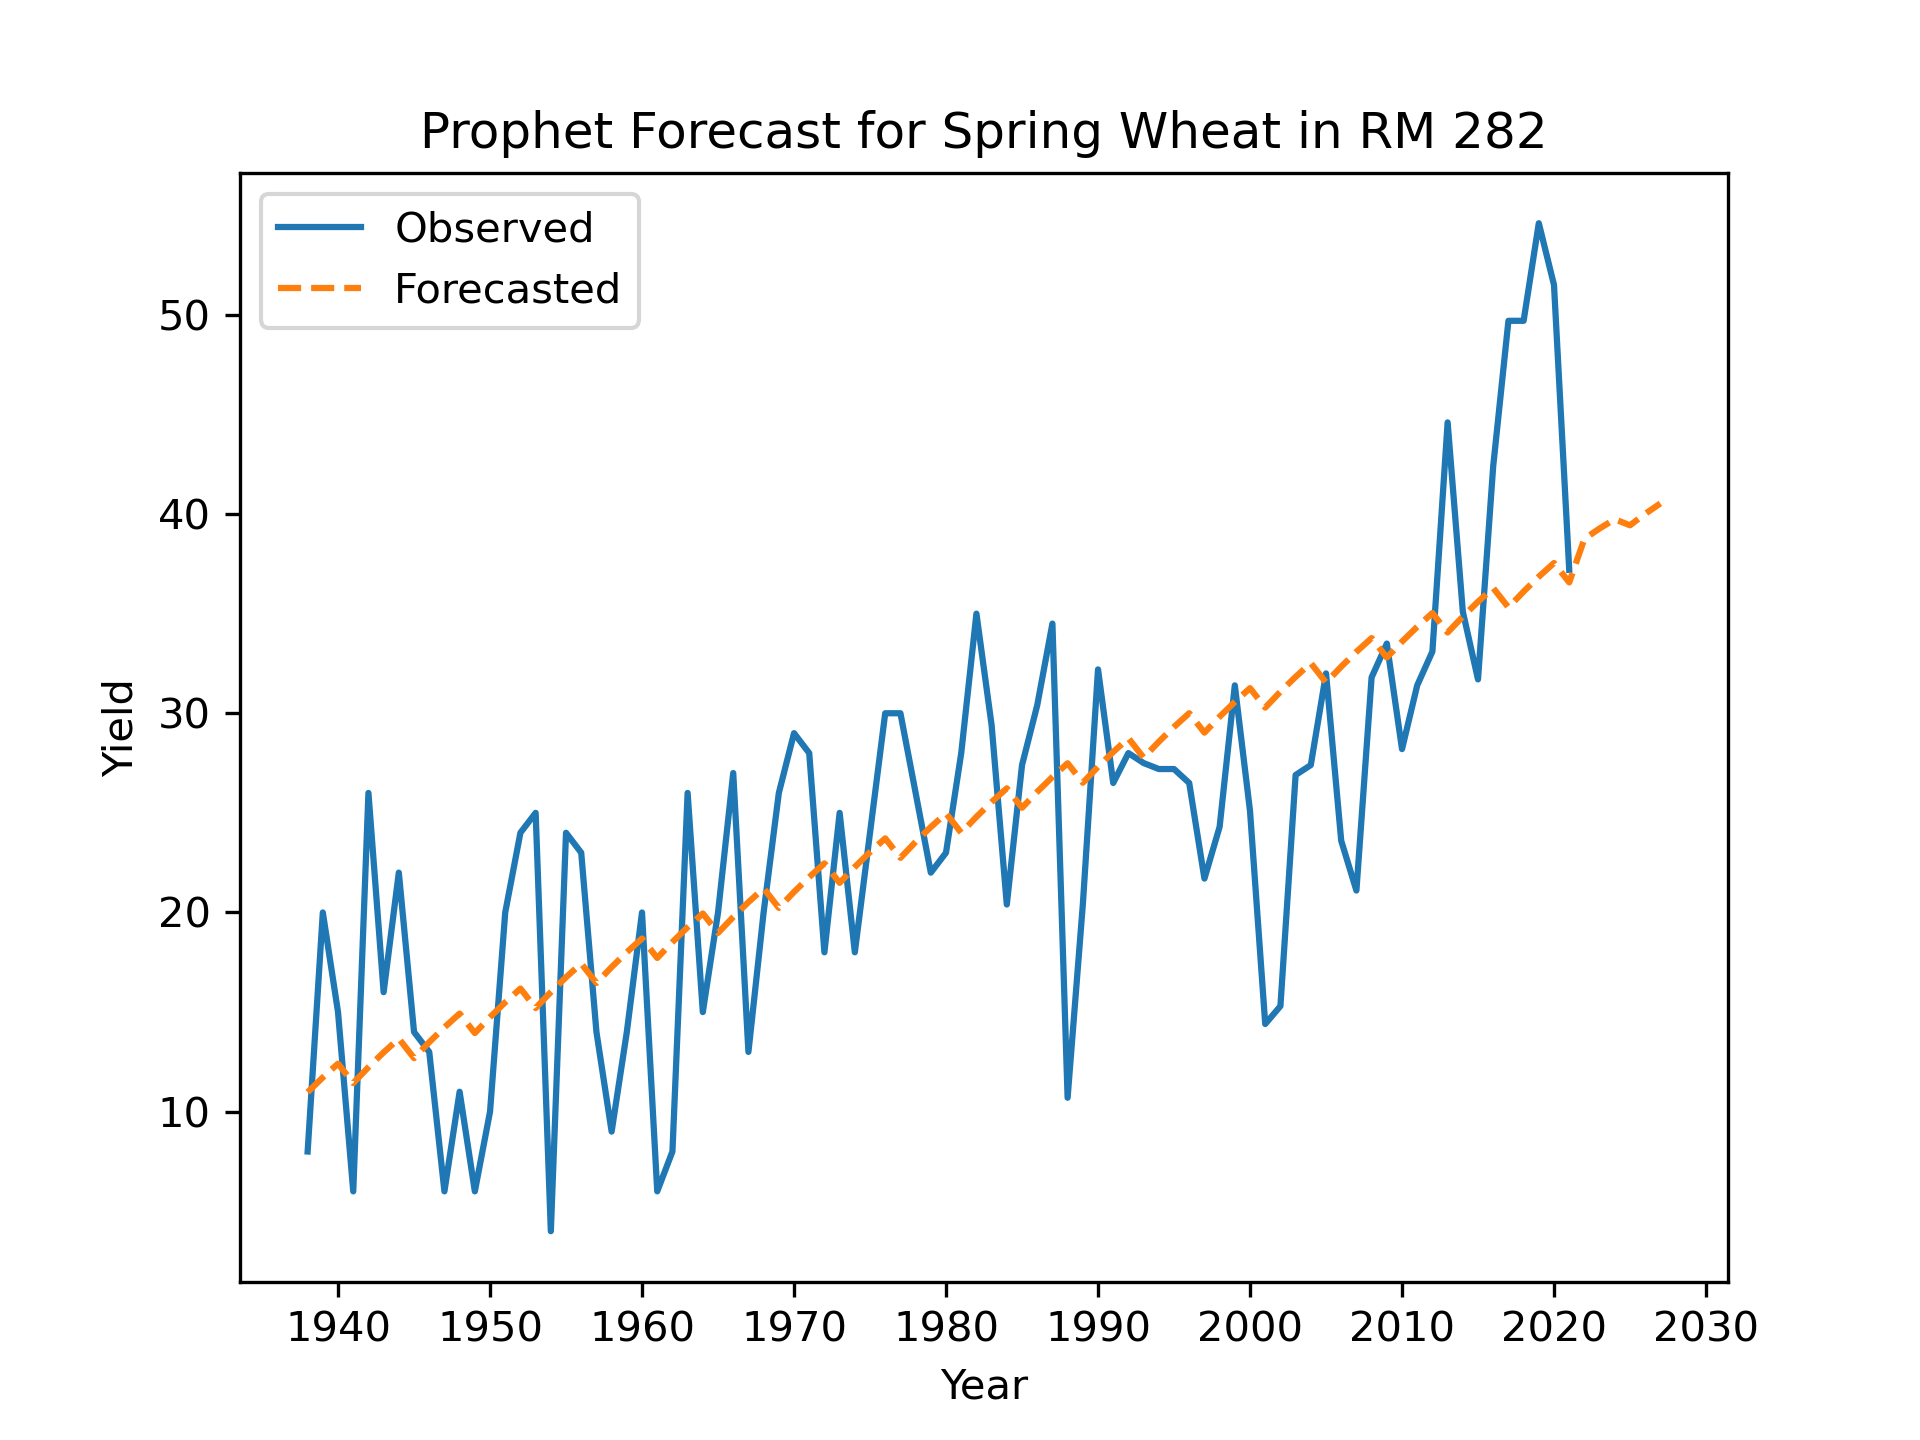 Prophet Forecast for Spring Wheat in RM 282
Observed
Forecasted
50
40
30
20
10
Yield
1940 1950 1960 1970 1980 1990 2000 2010 2020 2030
Year